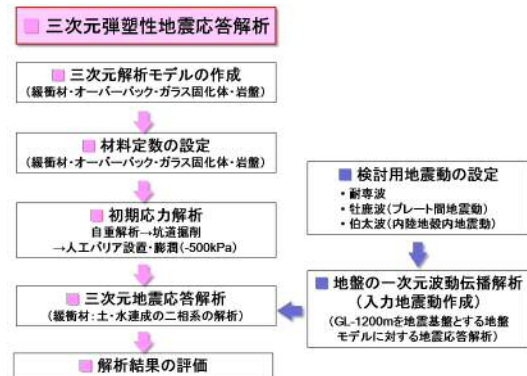 ■ 三次元弾塑性地震応答解析
■ 三次元解析モデルの作成
(緩衝材・オーバーパック・ガラス固化体・岩盤)
■ 材料定数の設定
(緩衝材・オーバーパック・ガラス固化体・岩盤)
■ 初期応力解析
自重解析→坑道掘削
→人工バリア設置・膨潤(-500kPa)
■ 三次元地震応答解析
(緩衝材:土・水連成の二相系の解析)
■ 解析結果の評価
■ 検討用地震動の設定
・耐専波
・牡鹿波(プレート間地震動)
・伯太波(内陸地殻内地震動)
■ 地盤の一次元波動伝播解析
(入力地震動作成)
(GL-1200mを地震基盤とする地盤
モデルに対する地震応答解析)